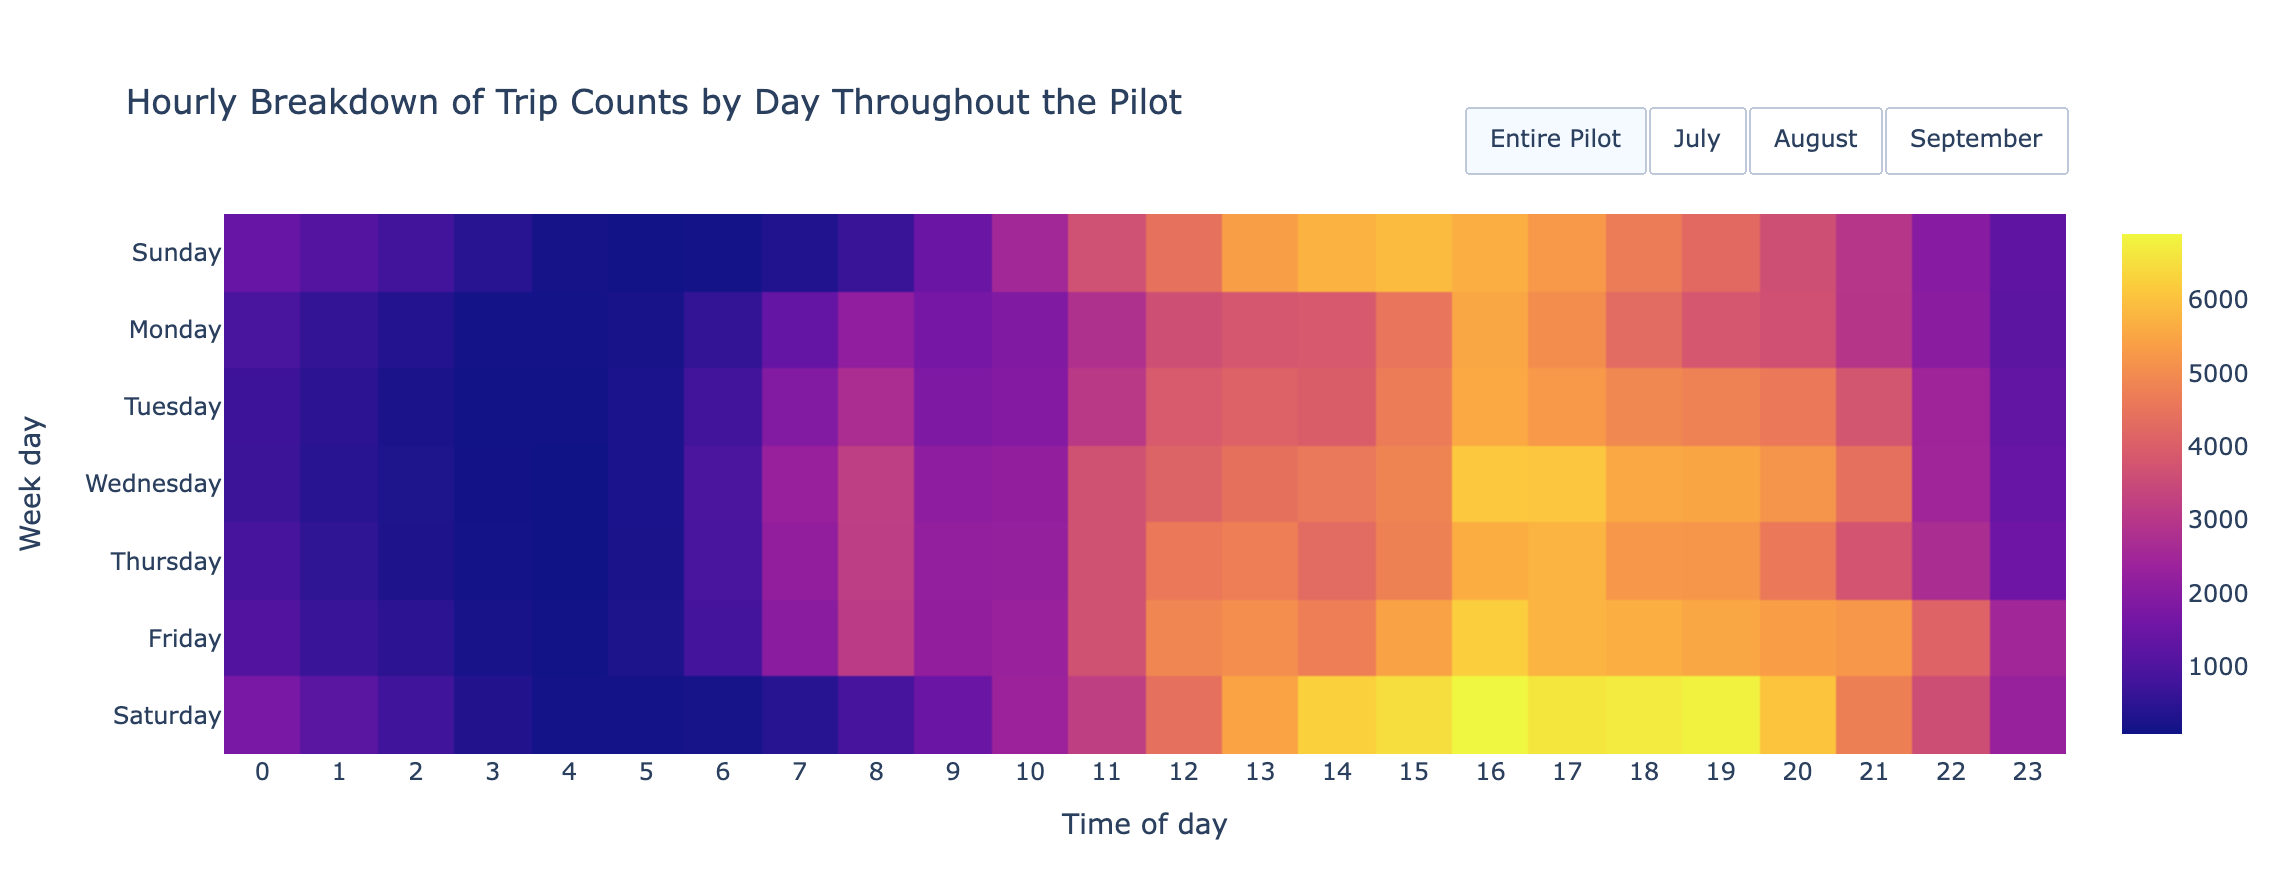 Hourly Breakdown of Trip Counts by Day Throughout the Pilot
Entire Pilot July August September
Week day
Sunday
Monday
Tuesday
Wednesday
Thursday
Friday
Saturday
0 1 2 3 4 5 6 7 8 9 10 11 12 13 14 15 16 17 18 19 20 21 22 23
Time of day
6000
5000
4000
3000
2000
1000